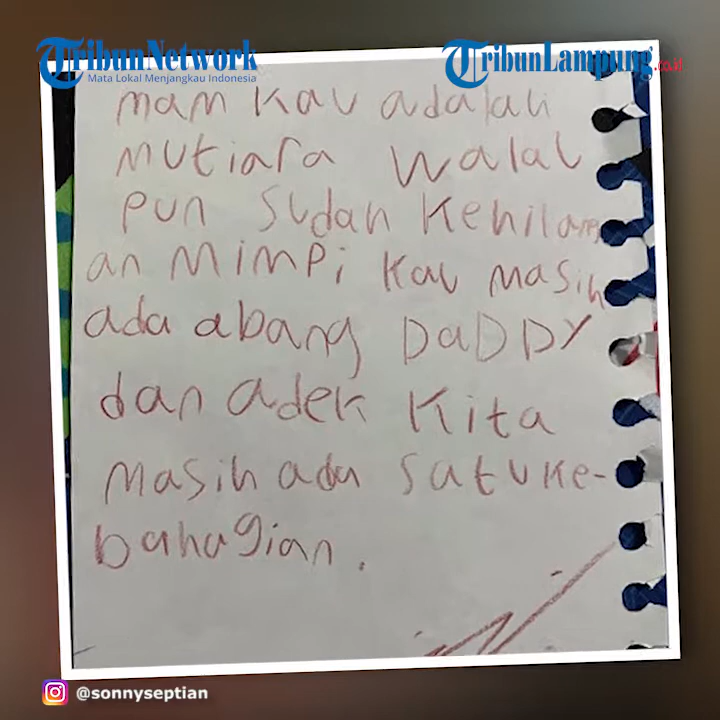 TribunNetwork
Mata Lokal Menjangkau Indonesia
TribunLampung.co.id
mam kau adalah
mutiara walau
pun sudah kehilang
an mimpi kau masih
ada abang DaDDY
dan adek kita
masih ada satu ke-
bahagian.
@sonnyseptian